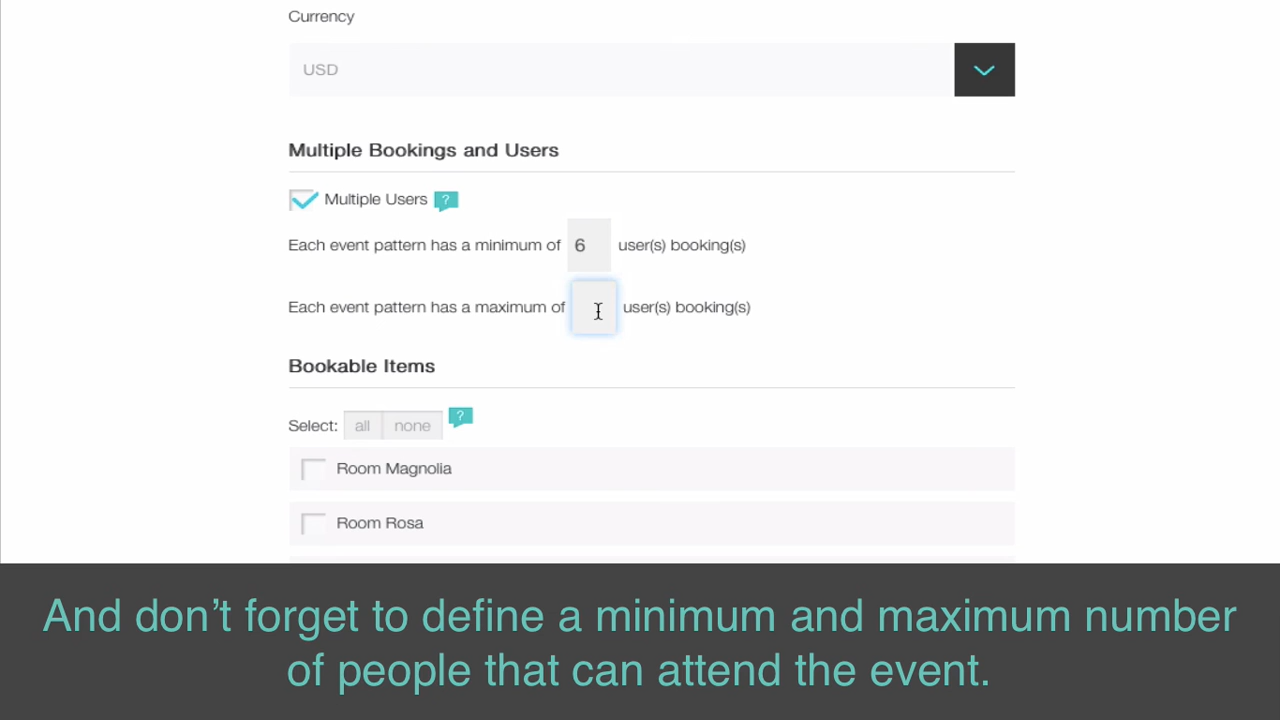 Currency
USD
Multiple Bookings and Users
Multiple Users ?
Each event pattern has a minimum of 6 user(s) booking(s)
Each event pattern has a maximum of user(s) booking(s)
Bookable Items
Select: all none ?
Room Magnolia
Room Rosa
And don’t forget to define a minimum and maximum number
of people that can attend the event.